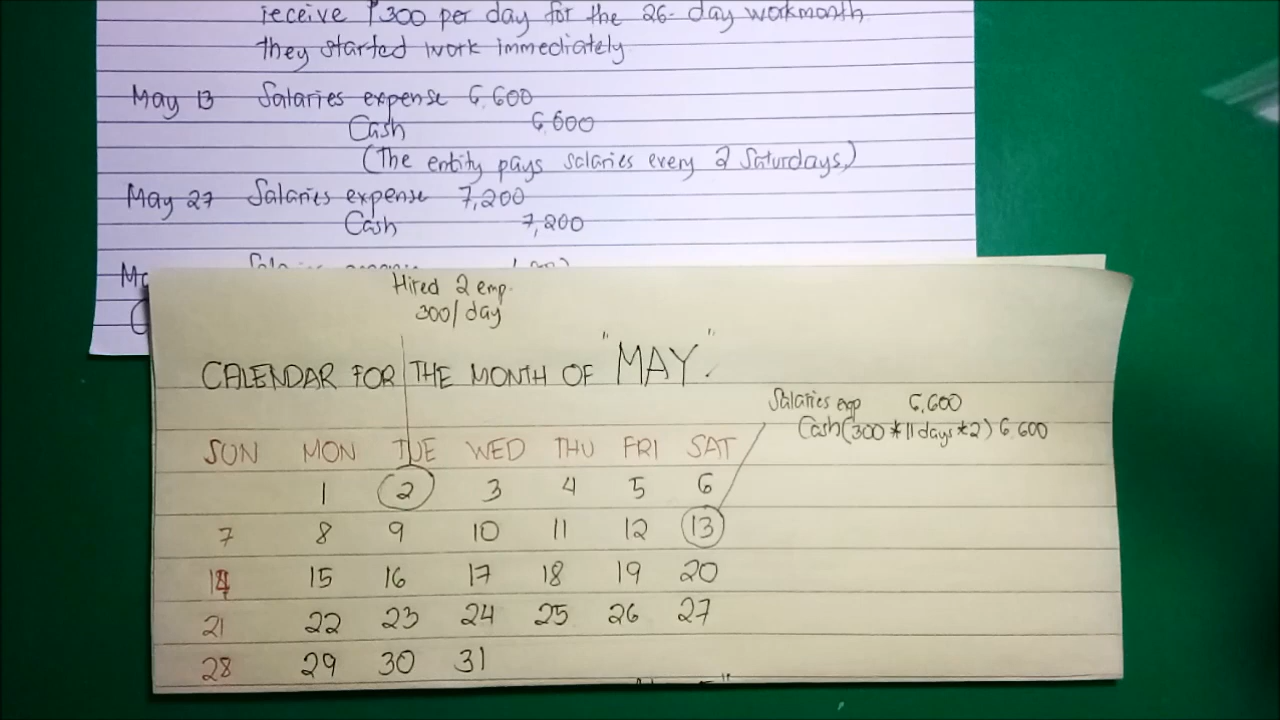 receive ₱300 per day for the 26-day workmonth
they started work immediately
May 13 Salaries expense 6,600
Cash 6,600
(The entity pays salaries every 2 Saturdays)
May 27 Salaries expense 7,200
Cash 7,200
Hired 2 emp.
300/day
CALENDAR FOR THE MONTH OF "MAY".
Salaries exp 6,600
Cash (300 * 11 days * 2) 6,600
SUN MON TUE WED THU FRI SAT
1 2 3 4 5 6
7 8 9 10 11 12 13
14 15 16 17 18 19 20
21 22 23 24 25 26 27
28 29 30 31